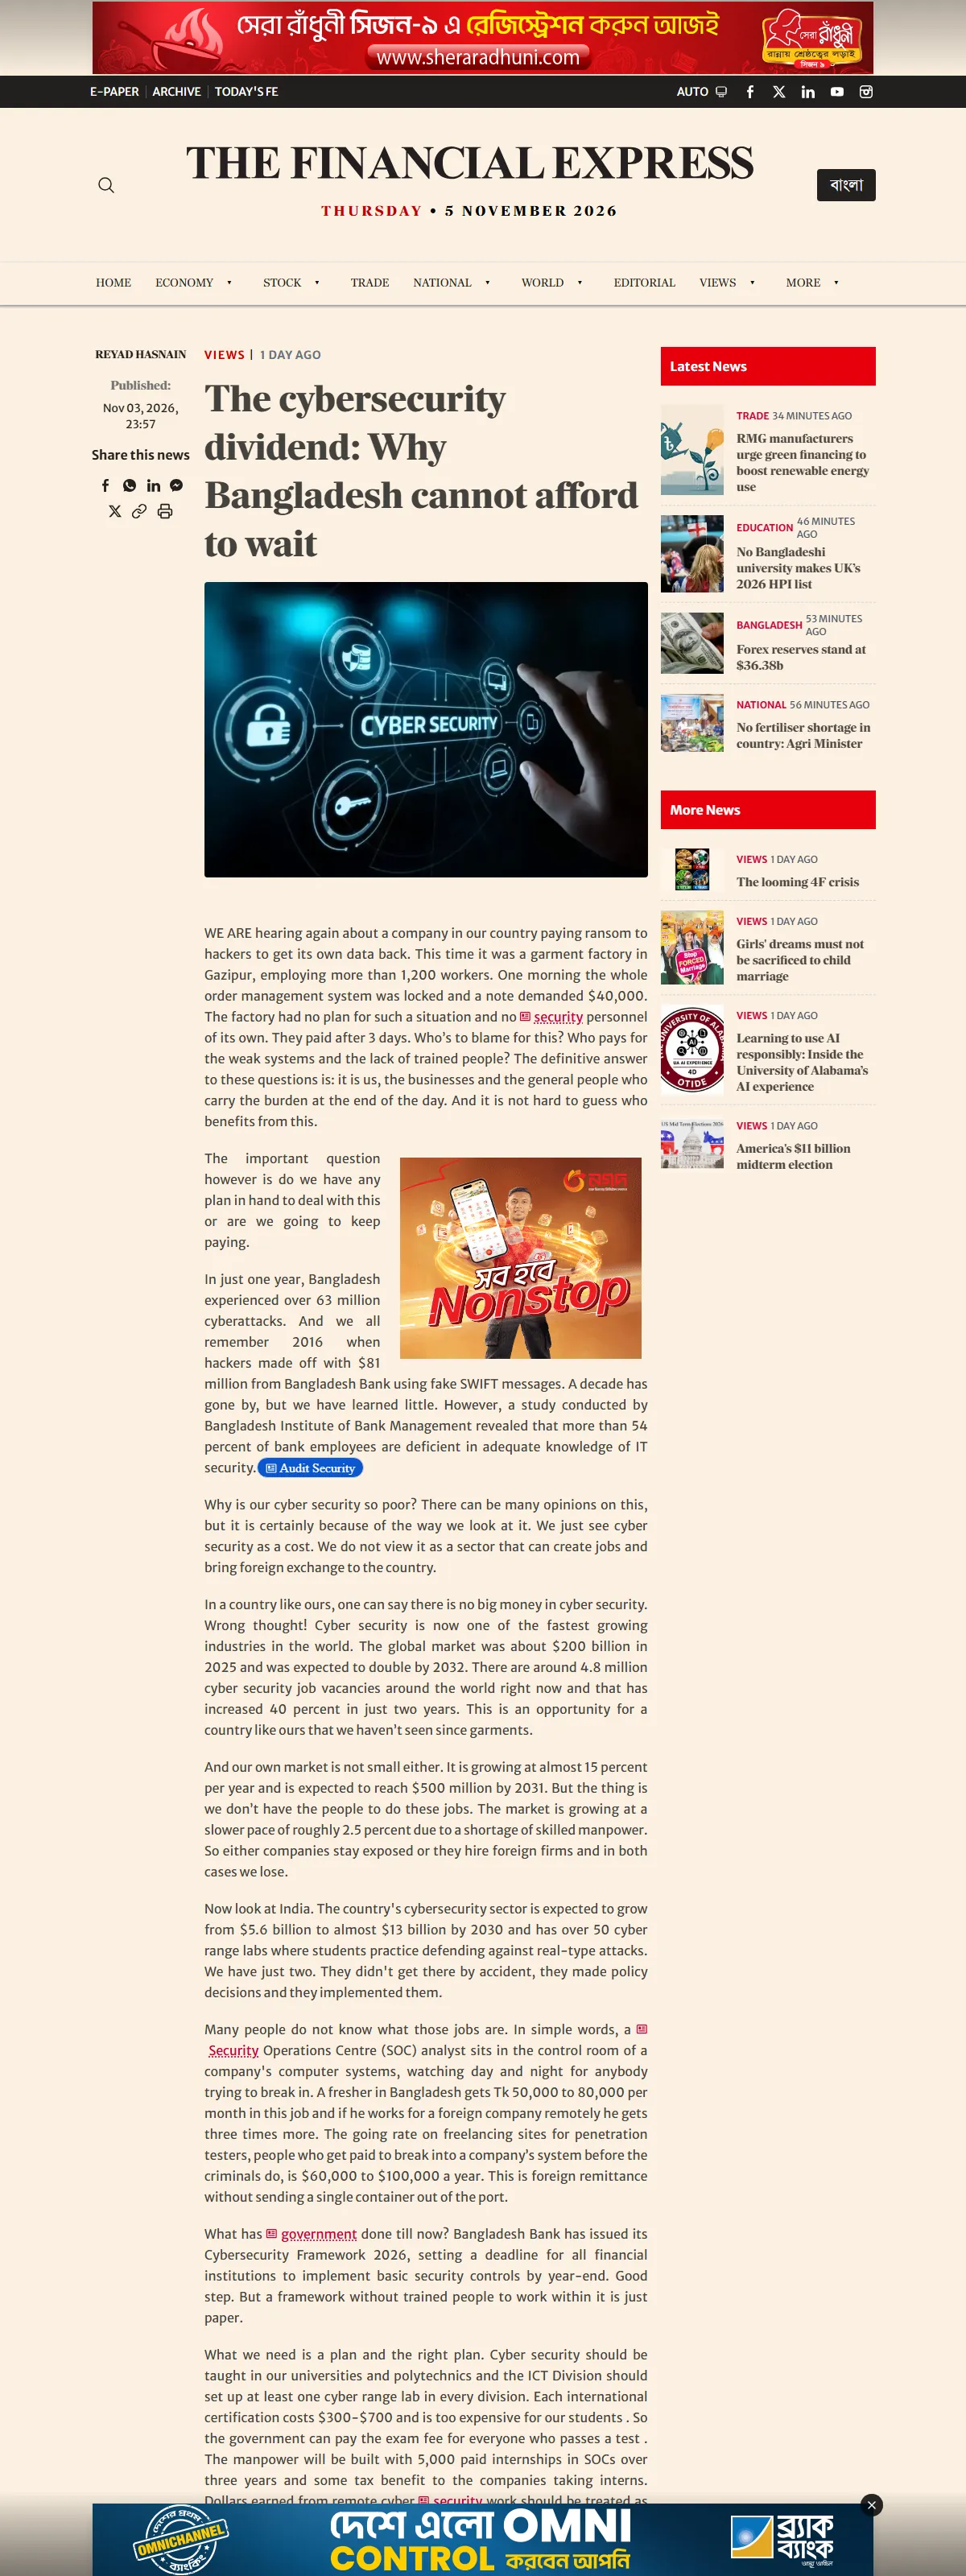 সেরা রাঁধুনী সিজন-৯ এ রেজিস্ট্রেশন করুন আজই
www.sheraradhuni.com
সেরা
রাঁধুনী
রান্নায় শ্রেষ্ঠত্বের লড়াই
সিজন ৯
E-PAPER
ARCHIVE
TODAY'S FE
AUTO
THE FINANCIAL EXPRESS
THURSDAY • 5 NOVEMBER 2026
বাংলা
HOME
ECONOMY
STOCK
TRADE
NATIONAL
WORLD
EDITORIAL
VIEWS
MORE
REYAD HASNAIN
Published:
Nov 03, 2026,
23:57
Share this news
VIEWS | 1 DAY AGO
The cybersecurity
dividend: Why
Bangladesh cannot afford
to wait
CYBER SECURITY
WE ARE hearing again about a company in our country paying ransom to
hackers to get its own data back. This time it was a garment factory in
Gazipur, employing more than 1,200 workers. One morning the whole
order management system was locked and a note demanded $40,000.
The factory had no plan for such a situation and no security personnel
of its own. They paid after 3 days. Who's to blame for this? Who pays for
the weak systems and the lack of trained people? The definitive answer
to these questions is: it is us, the businesses and the general people who
carry the burden at the end of the day. And it is not hard to guess who
benefits from this.
The important question
however is do we have any
plan in hand to deal with this
or are we going to keep
paying.
নগদ
সব হবে
Nonstop
In just one year, Bangladesh
experienced over 63 million
cyberattacks. And we all
remember 2016 when
hackers made off with $81
million from Bangladesh Bank using fake SWIFT messages. A decade has
gone by, but we have learned little. However, a study conducted by
Bangladesh Institute of Bank Management revealed that more than 54
percent of bank employees are deficient in adequate knowledge of IT
security. Audit Security
Why is our cyber security so poor? There can be many opinions on this,
but it is certainly because of the way we look at it. We just see cyber
security as a cost. We do not view it as a sector that can create jobs and
bring foreign exchange to the country.
In a country like ours, one can say there is no big money in cyber security.
Wrong thought! Cyber security is now one of the fastest growing
industries in the world. The global market was about $200 billion in
2025 and was expected to double by 2032. There are around 4.8 million
cyber security job vacancies around the world right now and that has
increased 40 percent in just two years. This is an opportunity for a
country like ours that we haven't seen since garments.
And our own market is not small either. It is growing at almost 15 percent
per year and is expected to reach $500 million by 2031. But the thing is
we don't have the people to do these jobs. The market is growing at a
slower pace of roughly 2.5 percent due to a shortage of skilled manpower.
So either companies stay exposed or they hire foreign firms and in both
cases we lose.
Now look at India. The country's cybersecurity sector is expected to grow
from $5.6 billion to almost $13 billion by 2030 and has over 50 cyber
range labs where students practice defending against real-type attacks.
We have just two. They didn't get there by accident, they made policy
decisions and they implemented them.
Many people do not know what those jobs are. In simple words, a
Security Operations Centre (SOC) analyst sits in the control room of a
company's computer systems, watching day and night for anybody
trying to break in. A fresher in Bangladesh gets Tk 50,000 to 80,000 per
month in this job and if he works for a foreign company remotely he gets
three times more. The going rate on freelancing sites for penetration
testers, people who get paid to break into a company's system before the
criminals do, is $60,000 to $100,000 a year. This is foreign remittance
without sending a single container out of the port.
What has government done till now? Bangladesh Bank has issued its
Cybersecurity Framework 2026, setting a deadline for all financial
institutions to implement basic security controls by year-end. Good
step. But a framework without trained people to work within it is just
paper.
What we need is a plan and the right plan. Cyber security should be
taught in our universities and polytechnics and the ICT Division should
set up at least one cyber range lab in every division. Each international
certification costs $300-$700 and is too expensive for our students . So
the government can pay the exam fee for everyone who passes a test .
The manpower will be built with 5,000 paid internships in SOCs over
three years and some tax benefit to the companies taking interns.
Dollars earned from remote cyber security work should be treated as
Latest News
TRADE 34 MINUTES AGO
RMG manufacturers
urge green financing to
boost renewable energy
use
EDUCATION 46 MINUTES
AGO
No Bangladeshi
university makes UK's
2026 HPI list
BANGLADESH 53 MINUTES
AGO
Forex reserves stand at
$36.38b
NATIONAL 56 MINUTES AGO
No fertiliser shortage in
country: Agri Minister
More News
VIEWS 1 DAY AGO
The looming 4F crisis
VIEWS 1 DAY AGO
Girls' dreams must not
be sacrificed to child
marriage
Stop
FORCED
Marriage
VIEWS 1 DAY AGO
Learning to use AI
responsibly: Inside the
University of Alabama's
AI experience
AI
UA AI EXPERIENCE
4D
OTIDE
VIEWS 1 DAY AGO
America's $11 billion
midterm election
US Mid Term Elections 2026
দেশের প্রথম
OMNICHANNEL
ব্যাংকিং
দেশে এলো OMNI
CONTROL করবেন আপনি
ব্র্যাক
ব্যাংক